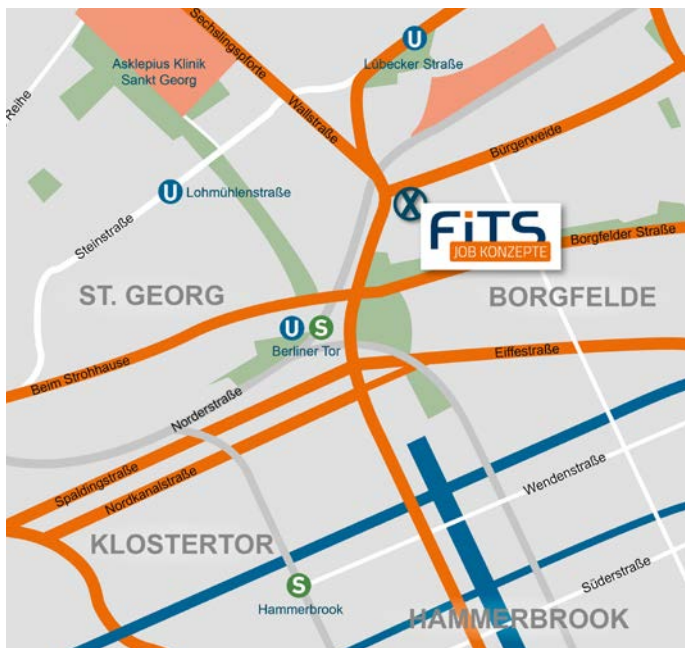 Sechslingspforte
U
Lübecker Straße
Asklepius Klinik
Sankt Georg
Wallstraße
Reihe
Bürgerweide
U Lohmühlenstraße
X
FiTS
JOB KONZEPTE
Steinstraße
Borgfelder Straße
ST. GEORG
BORGFELDE
U S
Berliner Tor
Eiffestraße
Beim Strohhause
Norderstraße
Spaldingstraße
Nordkanalstraße
Wendenstraße
KLOSTERTOR
S
Hammerbrook
Süderstraße
HAMMERBROOK